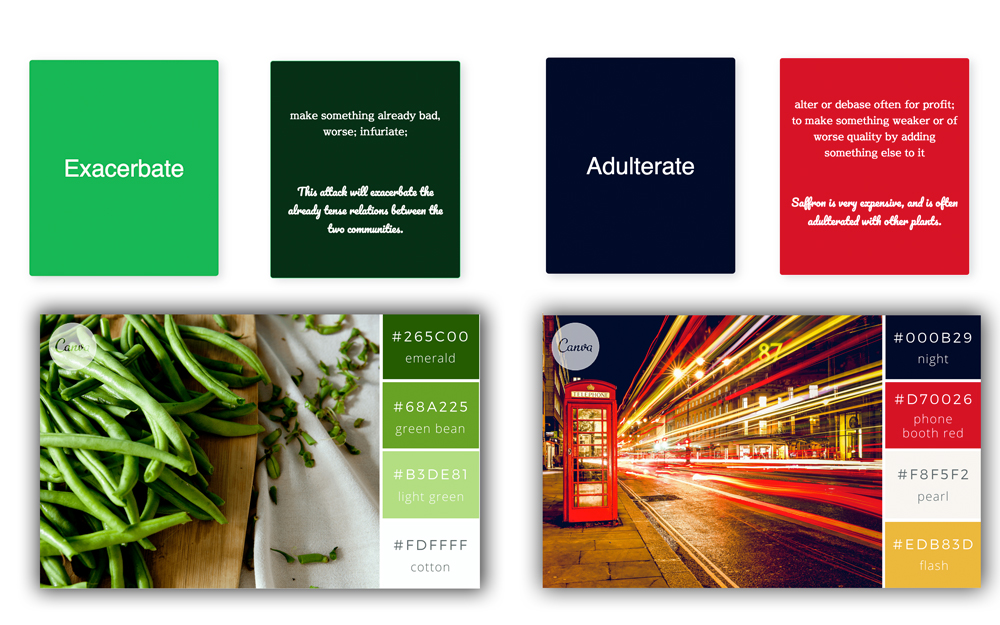 Exacerbate
make something already bad,
worse; infuriate;
This attack will exacerbate the
already tense relations between the
two communities.
Adulterate
alter or debase often for profit;
to make something weaker or of
worse quality by adding
something else to it
Saffron is very expensive, and is often
adulterated with other plants.
Canva
#265C00
emerald
#68A225
green bean
#B3DE81
light green
#FDFFFF
cotton
Canva
87
TELEPHONE
#000B29
night
#D70026
phone
booth red
#F8F5F2
pearl
#EDB83D
flash